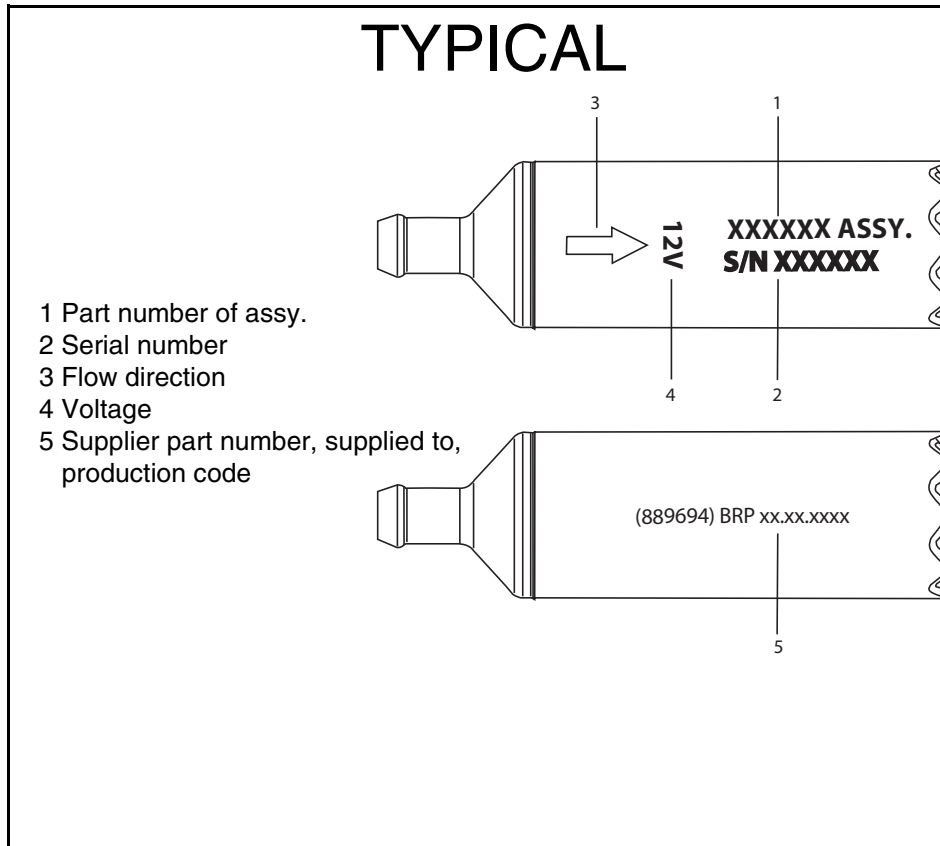 TYPICAL
3
1
12V
XXXXXX ASSY.
S/N XXXXXX
4
2
1 Part number of assy.
2 Serial number
3 Flow direction
4 Voltage
5 Supplier part number, supplied to,
production code
(889694) BRP xx.xx.xxxx
5